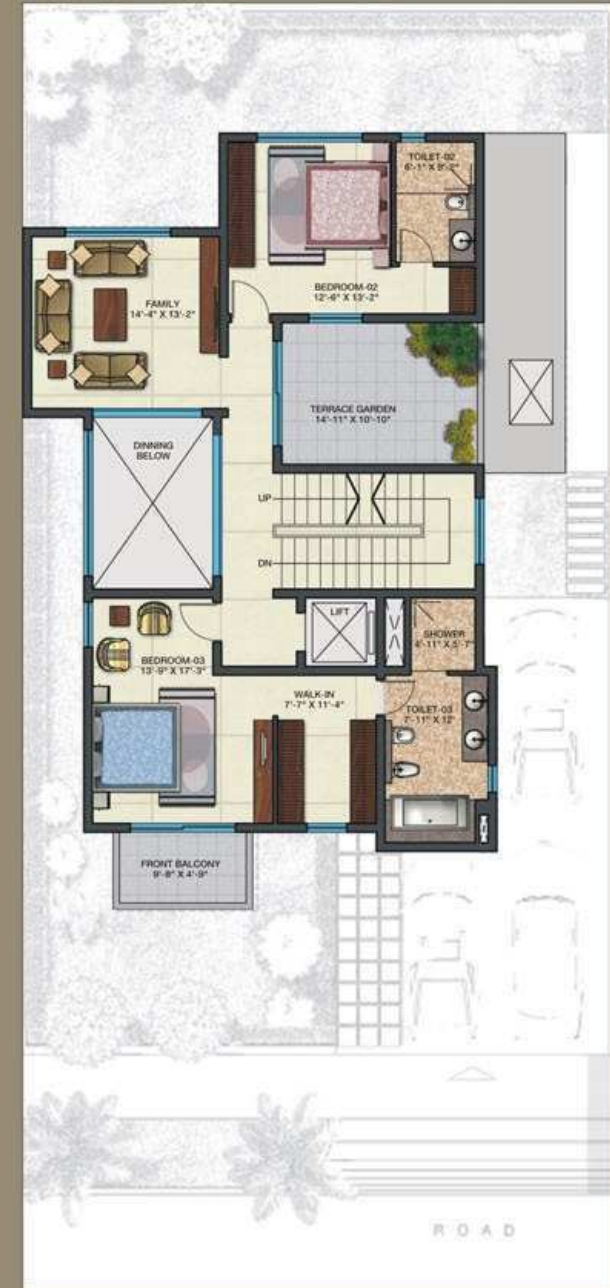 TOILET-02
6'-1" X 9'-2"
BEDROOM-02
12'-6" X 13'-2"
FAMILY
14'-4" X 13'-2"
TERRACE GARDEN
14'-11" X 10'-10"
DINNING
BELOW
UP
DN
LIFT
SHOWER
4'-11" X 5'-7"
BEDROOM-03
13'-9" X 17'-3"
WALK-IN
7'-7" X 11'-4"
TOILET-03
7'-11" X 12'
FRONT BALCONY
9'-8" X 4'-9"
ROAD